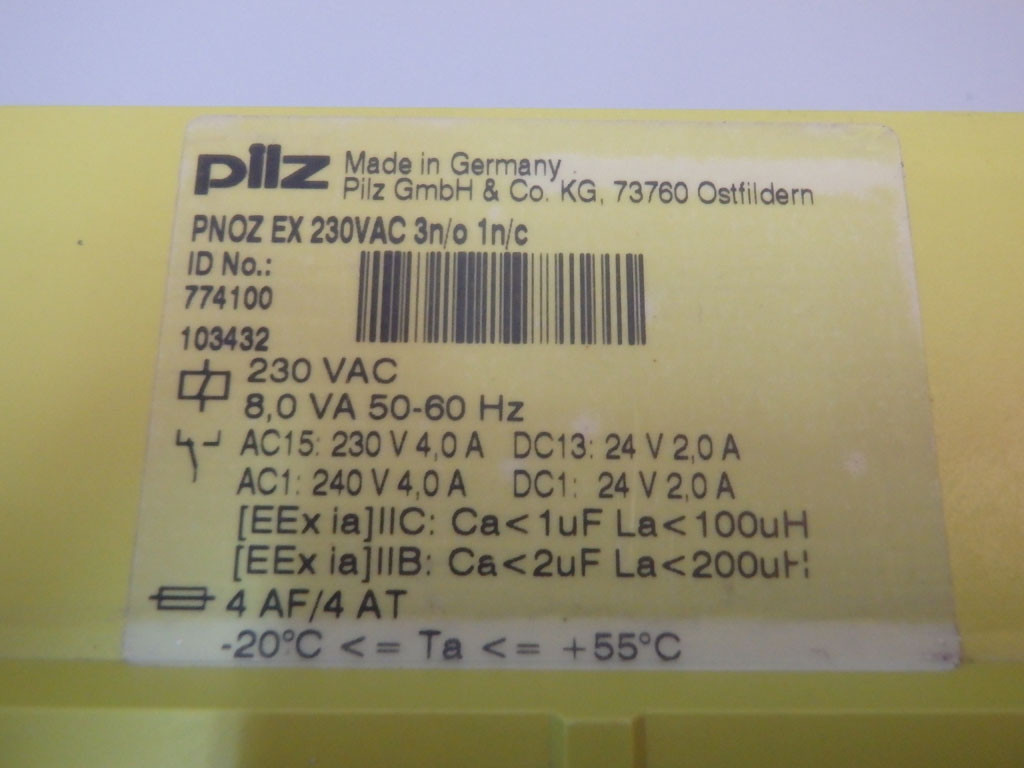 pilz Made in Germany
Pilz GmbH & Co. KG, 73760 Ostfildern
PNOZ EX 230VAC 3n/o 1n/c
ID No.:
774100
103432
230 VAC
8,0 VA 50-60 Hz
AC15: 230 V 4,0 A DC13: 24 V 2,0 A
AC1: 240 V 4,0 A DC1: 24 V 2,0 A
[EEx ia]IIC: Ca<1uF La<100uH
[EEx ia]IIB: Ca<2uF La<200uH
4 AF/4 AT
-20°C <= Ta <= +55°C